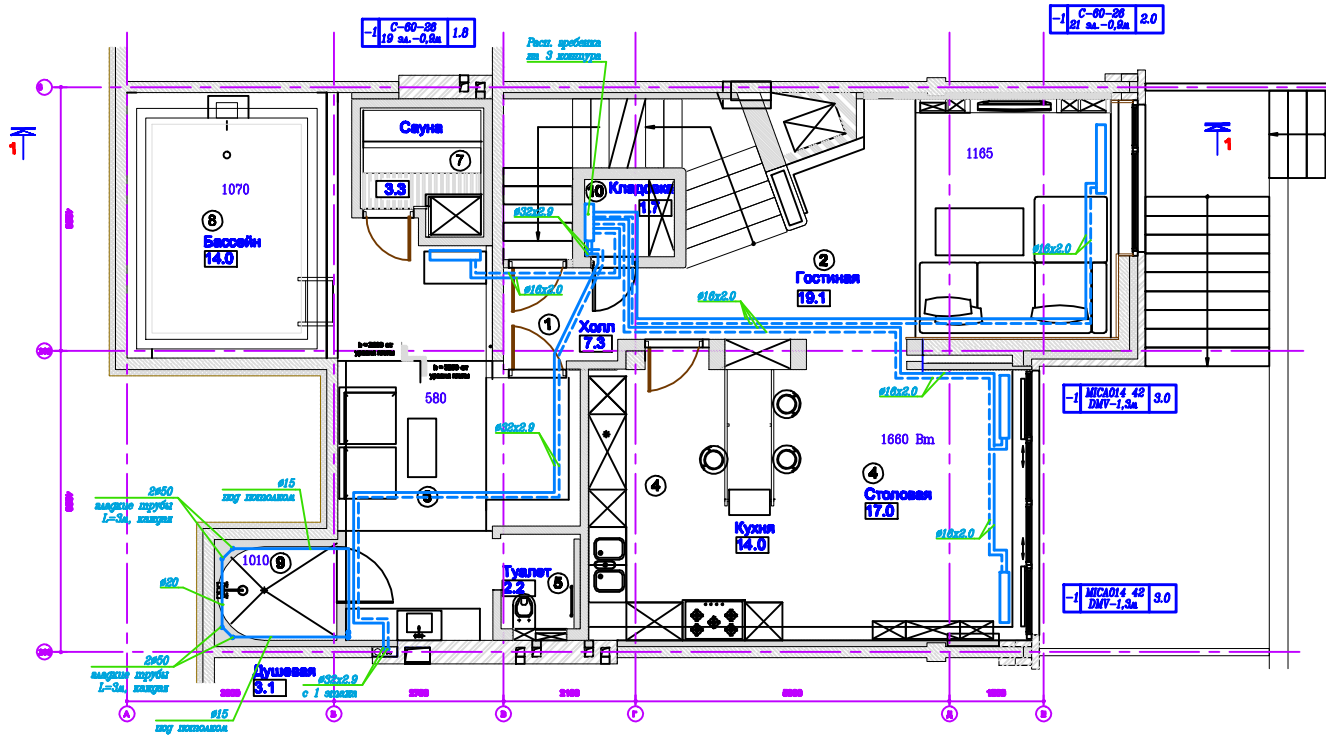 -1 С-60-26 1.8
19 эл.-0,9м
-1 С-60-26 2.0
21 эл.-0,9м
Расп. гребенка
на 3 контура
1
1
Сауна
7
3.3
1070
8
Бассейн
14.0
10
Кладовка
1.7
ø32x2.9
1165
ø16x2.0
2
Гостиная
19.1
ø16x2.0
ø16x2.0
1
Холл
7.3
580
ø32x2.9
ø16x2.0
-1 MICA014 42 3.0
DMV-1,3м
1660 Вт
4
4
Столовая
17.0
Кухня
14.0
ø16x2.0
2ø50
гладкие трубы
L=3м, каждая
ø15
под потолком
1010
9
ø20
Туалет
2.2
5
-1 MICA014 42 3.0
DMV-1,3м
2ø50
гладкие трубы
L=3м, каждая
Душевая
3.1
ø32x2.9
с 1 этажа
ø15
под потолком
А
Б
В
Г
Д